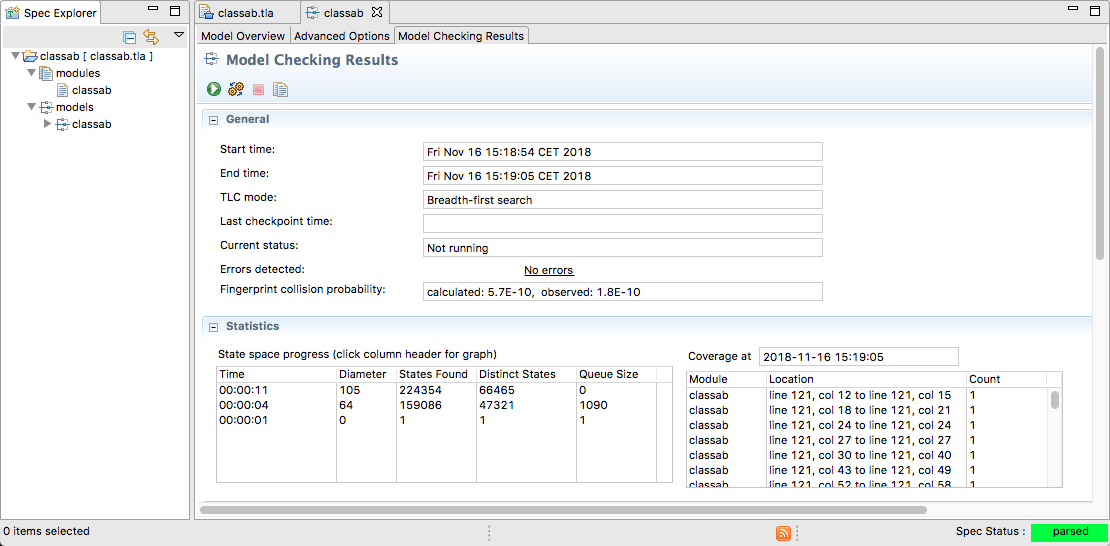 Spec Explorer
classab [ classab.tla ]
modules
classab
models
classab
classab.tla
classab
Model Overview Advanced Options Model Checking Results
Model Checking Results
General
Start time: Fri Nov 16 15:18:54 CET 2018
End time: Fri Nov 16 15:19:05 CET 2018
TLC mode: Breadth-first search
Last checkpoint time:
Current status: Not running
Errors detected: No errors
Fingerprint collision probability: calculated: 5.7E-10, observed: 1.8E-10
Statistics
State space progress (click column header for graph)
Time Diameter States Found Distinct States Queue Size
00:00:11 105 224354 66465 0
00:00:04 64 159086 47321 1090
00:00:01 0 1 1 1
Coverage at 2018-11-16 15:19:05
Module Location Count
classab line 121, col 12 to line 121, col 15 1
classab line 121, col 18 to line 121, col 21 1
classab line 121, col 24 to line 121, col 24 1
classab line 121, col 27 to line 121, col 27 1
classab line 121, col 30 to line 121, col 40 1
classab line 121, col 43 to line 121, col 49 1
classab line 121, col 52 to line 121, col 58 1
0 items selected
Spec Status : parsed